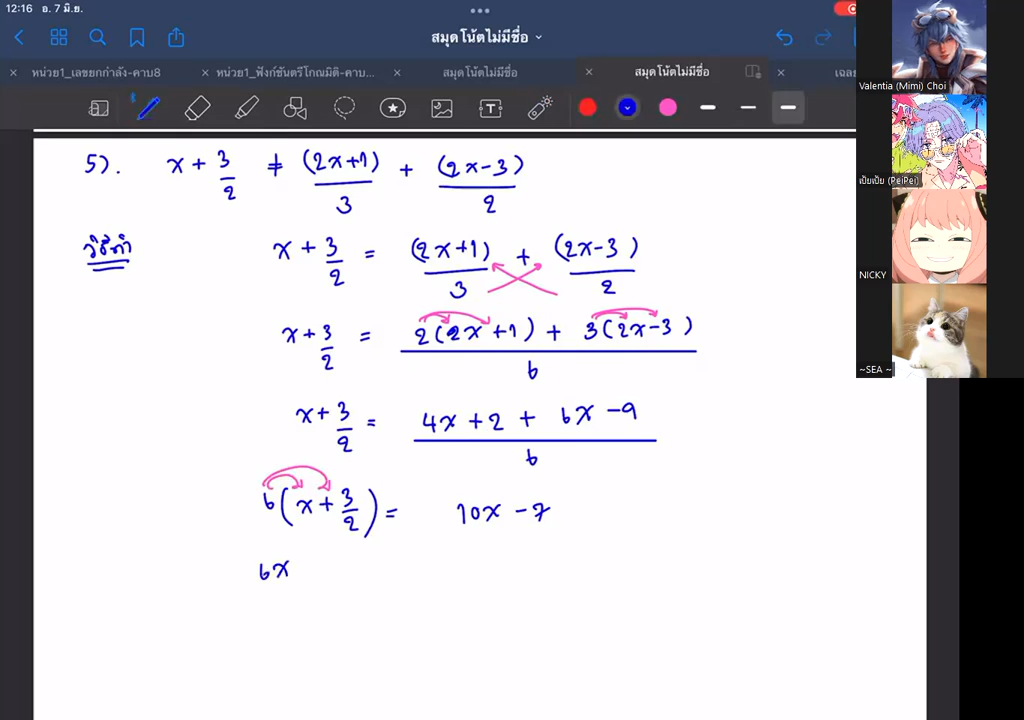 12:16 อ. 7 มิ.ย.
สมุดโน้ตไม่มีชื่อ
หน่วย1_เลขยกกำลัง-คาบ8
หน่วย1_ฟังก์ชันตรีโกณมิติ-คาบ...
สมุดโน้ตไม่มีชื่อ
สมุดโน้ตไม่มีชื่อ
เฉลย
Valentia (Mimi) Choi
เป้ยเป้ย (PeiPei)
NICKY
~SEA ~
5). x + 3/2 ≠ (2x+1)/3 + (2x-3)/2
วิธีทำ x + 3/2 = (2x+1)/3 + (2x-3)/2
x + 3/2 = (2(2x+1) + 3(2x-3))/6
x + 3/2 = (4x + 2 + 6x - 9)/6
6(x + 3/2) = 10x - 7
6x